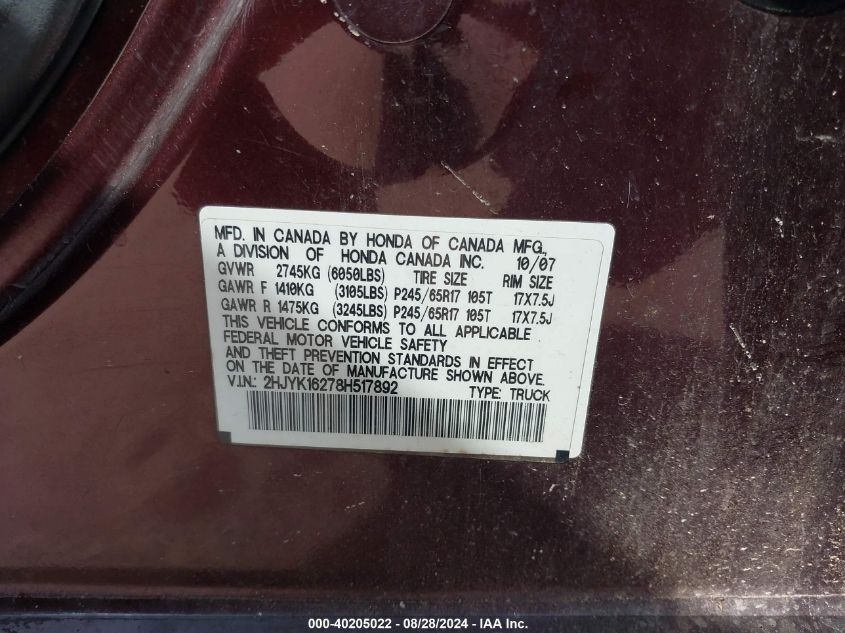 MFD. IN CANADA BY HONDA OF CANADA MFG.,
A DIVISION OF HONDA CANADA INC. 10/07
GVWR 2745KG (6050LBS) TIRE SIZE RIM SIZE
GAWR F 1410KG (3105LBS) P245/65R17 105T 17X7.5J
GAWR R 1475KG (3245LBS) P245/65R17 105T 17X7.5J
THIS VEHICLE CONFORMS TO ALL APPLICABLE
FEDERAL MOTOR VEHICLE SAFETY
AND THEFT PREVENTION STANDARDS IN EFFECT
ON THE DATE OF MANUFACTURE SHOWN ABOVE.
V.I.N.: 2HJYK16278H517892 TYPE: TRUCK
000-40205022 - 08/28/2024 - IAA Inc.